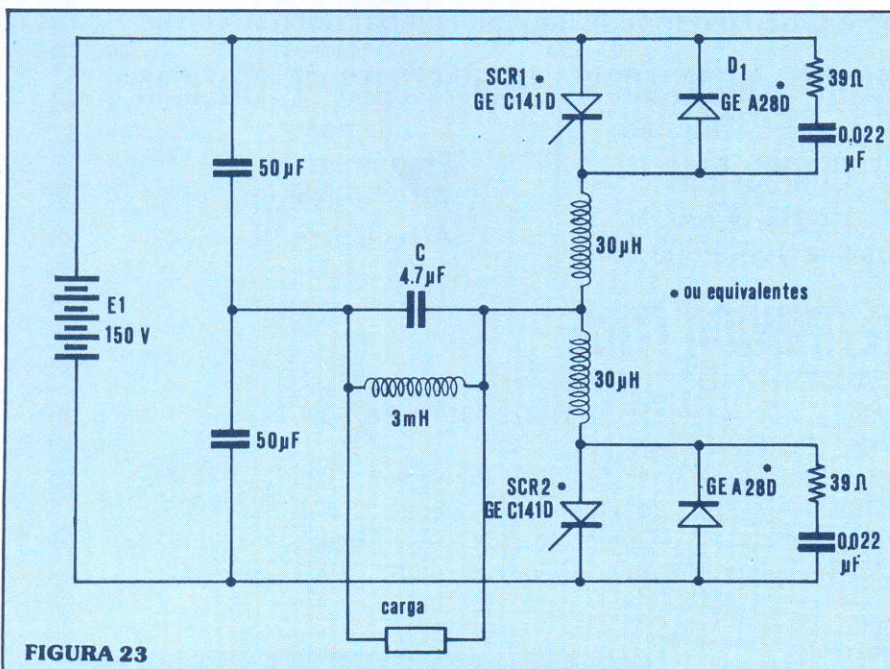 SCR1 *
GE C141D
D1
*
GE A28D
39Ω
0,022
µF
50µF
30µH
C
4.7µF
* ou equivalentes
E1
150 V
3mH
30µH
50µF
SCR2 *
GE C141D
*
GE A 28D
39Ω
0,022
µF
carga
FIGURA 23